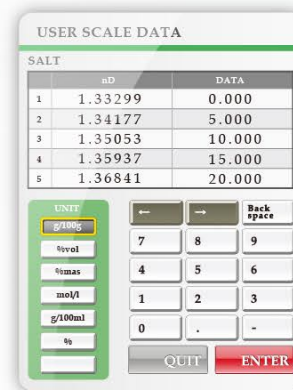 USER SCALE DATA
SALT
nD DATA
1 1.33299 0.000
2 1.34177 5.000
3 1.35053 10.000
4 1.35937 15.000
5 1.36841 20.000
UNIT
g/100g
%vol
%mas
mol/l
g/100ml
%
← → Back space
7 8 9
4 5 6
1 2 3
0 . -
QUIT ENTER